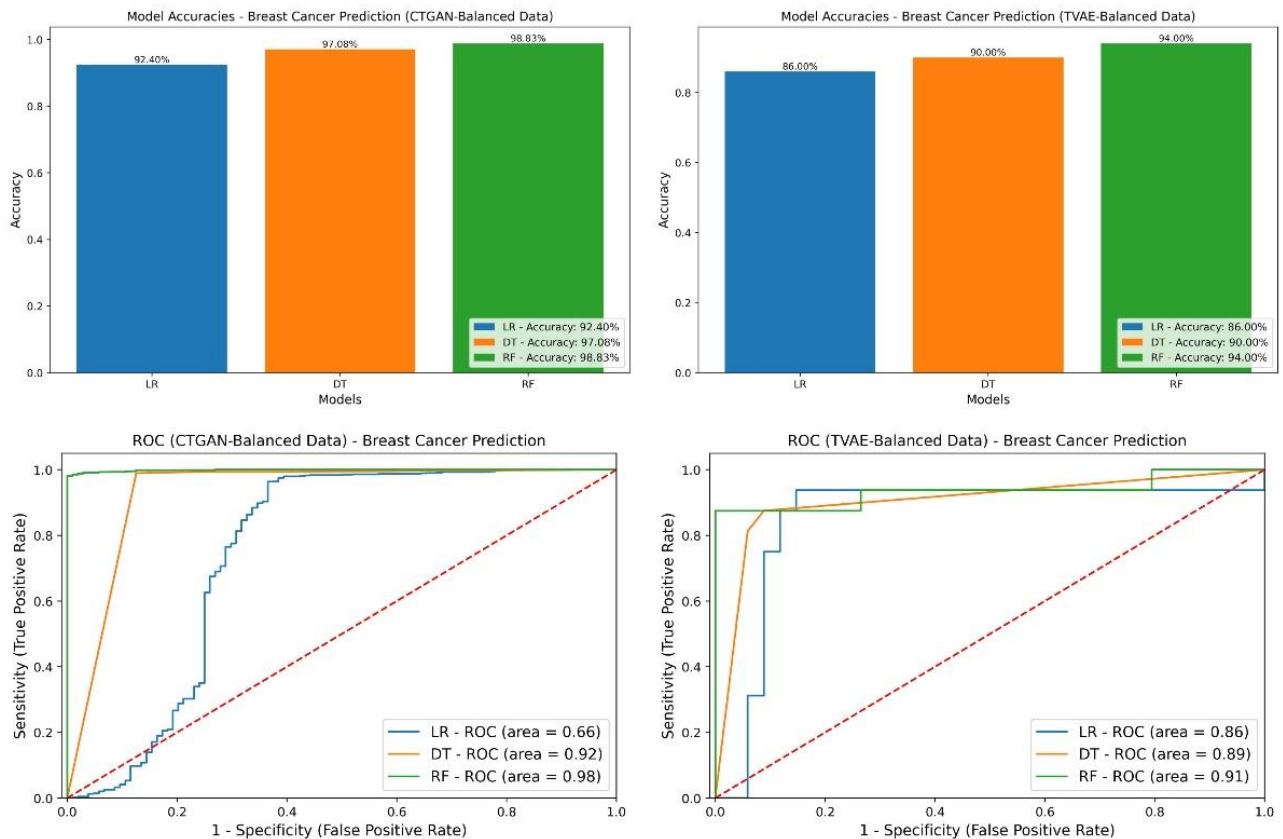 Model Accuracies - Breast Cancer Prediction (CTGAN-Balanced Data)
1.0
0.8
0.6
0.4
0.2
0.0
Accuracy
92.40%
97.08%
98.83%
LR - Accuracy: 92.40%
DT - Accuracy: 97.08%
RF - Accuracy: 98.83%
LR
DT
RF
Models
Model Accuracies - Breast Cancer Prediction (TVAE-Balanced Data)
0.8
0.6
0.4
0.2
0.0
Accuracy
86.00%
90.00%
94.00%
LR - Accuracy: 86.00%
DT - Accuracy: 90.00%
RF - Accuracy: 94.00%
LR
DT
RF
Models
ROC (CTGAN-Balanced Data) - Breast Cancer Prediction
1.0
0.8
0.6
0.4
0.2
0.0
Sensitivity (True Positive Rate)
LR - ROC (area = 0.66)
DT - ROC (area = 0.92)
RF - ROC (area = 0.98)
0.0
0.2
0.4
0.6
0.8
1.0
1 - Specificity (False Positive Rate)
ROC (TVAE-Balanced Data) - Breast Cancer Prediction
1.0
0.8
0.6
0.4
0.2
0.0
Sensitivity (True Positive Rate)
LR - ROC (area = 0.86)
DT - ROC (area = 0.89)
RF - ROC (area = 0.91)
0.0
0.2
0.4
0.6
0.8
1.0
1 - Specificity (False Positive Rate)